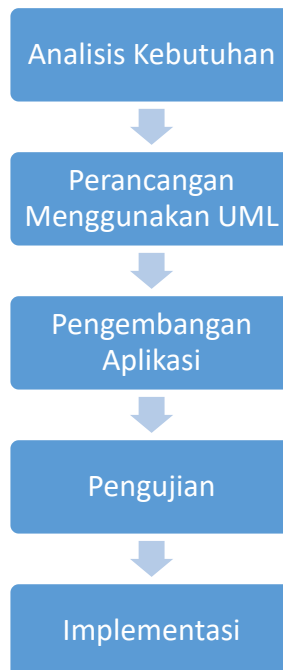 Analisis Kebutuhan
Perancangan
Menggunakan UML
Pengembangan
Aplikasi
Pengujian
Implementasi